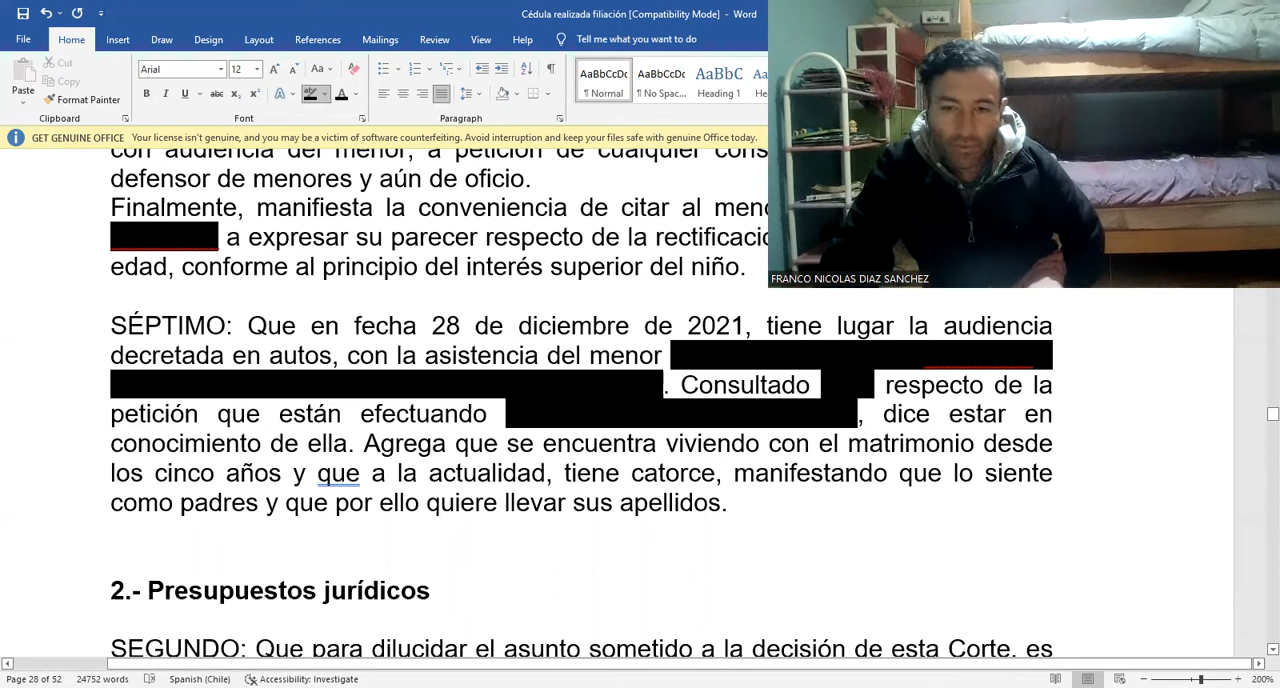 Cédula realizada filiación [Compatibility Mode] - Word
File Home Insert Draw Design Layout References Mailings Review View Help Tell me what you want to do
Paste Cut
Copy
Format Painter
Clipboard
Arial 12
Font
Paragraph
AaBbCcDc AaBbCcDc AaBbC AaBbCcD
¶ Normal ¶ No Spac... Heading 1 He
GET GENUINE OFFICE Your license isn't genuine, and you may be a victim of software counterfeiting. Avoid interruption and keep your files safe with genuine Office today.
con audiencia del menor, a petición de cualquier cons
defensor de menores y aún de oficio.
Finalmente, manifiesta la conveniencia de citar al meno
a expresar su parecer respecto de la rectificació
edad, conforme al principio del interés superior del niño.
FRANCO NICOLAS DIAZ SANCHEZ
SÉPTIMO: Que en fecha 28 de diciembre de 2021, tiene lugar la audiencia
decretada en autos, con la asistencia del menor
. Consultado respecto de la
petición que están efectuando , dice estar en
conocimiento de ella. Agrega que se encuentra viviendo con el matrimonio desde
los cinco años y que a la actualidad, tiene catorce, manifestando que lo siente
como padres y que por ello quiere llevar sus apellidos.
2.- Presupuestos jurídicos
SEGUNDO: Que para dilucidar el asunto sometido a la decisión de esta Corte, es
Page 28 of 52 24752 words Spanish (Chile) Accessibility: Investigate 200%